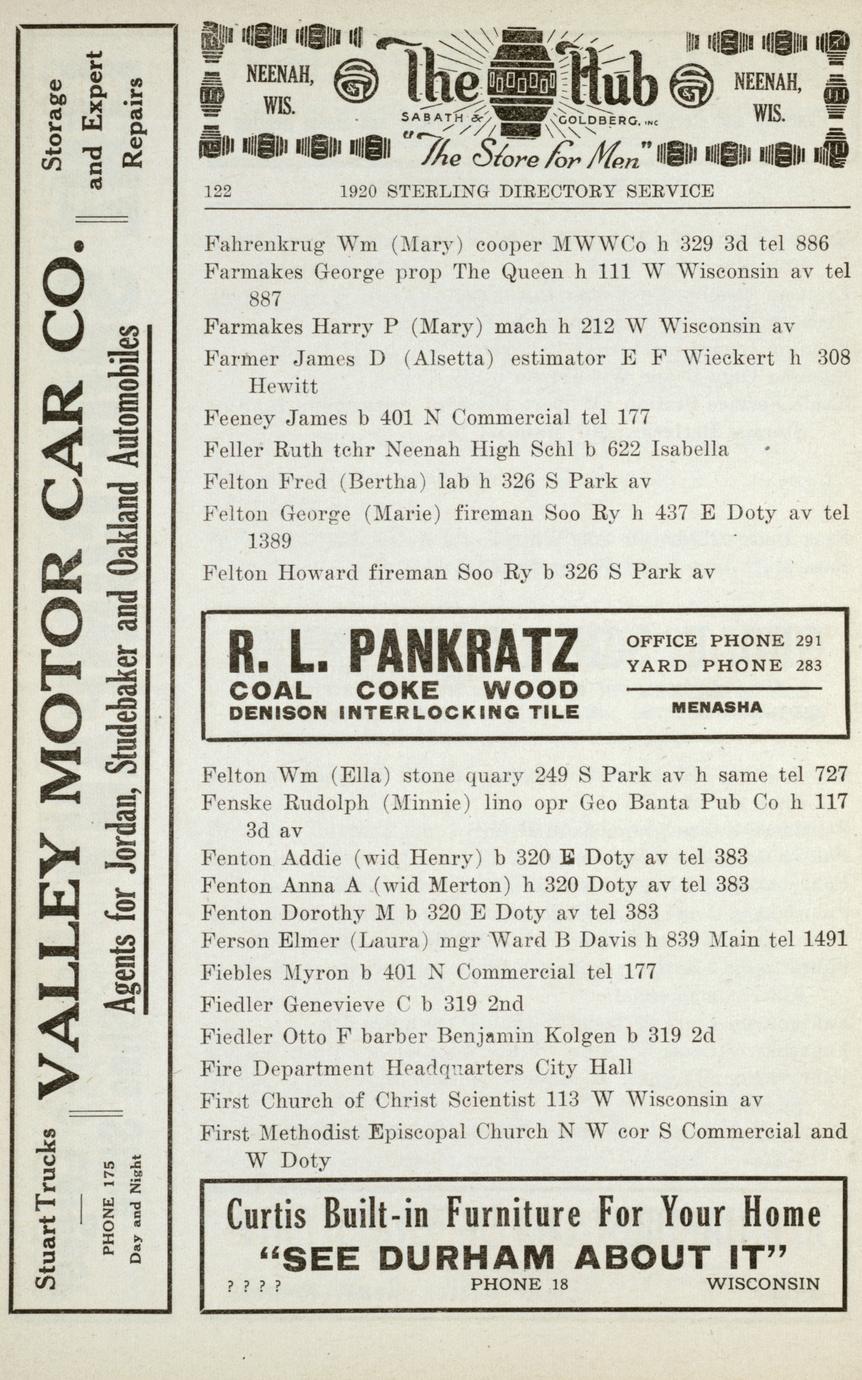 Storage
and Expert
Repairs
VALLEY MOTOR CAR CO.
Agents for Jordan, Studebaker and Oakland Automobiles
Stuart Trucks
PHONE 175
Day and Night
NEENAH,
WIS.
The Hub
SABATH & GOLDBERG, INC
"The Store for Men"
NEENAH,
WIS.
122 1920 STERLING DIRECTORY SERVICE
Fahrenkrug Wm (Mary) cooper MWWCo h 329 3d tel 886
Farmakes George prop The Queen h 111 W Wisconsin av tel
887
Farmakes Harry P (Mary) mach h 212 W Wisconsin av
Farmer James D (Alsetta) estimator E F Wieckert h 308
Hewitt
Feeney James b 401 N Commercial tel 177
Feller Ruth tchr Neenah High Schl b 622 Isabella
Felton Fred (Bertha) lab h 326 S Park av
Felton George (Marie) fireman Soo Ry h 437 E Doty av tel
1389
Felton Howard fireman Soo Ry b 326 S Park av
R. L. PANKRATZ
COAL COKE WOOD
DENISON INTERLOCKING TILE
OFFICE PHONE 291
YARD PHONE 283
MENASHA
Felton Wm (Ella) stone quary 249 S Park av h same tel 727
Fenske Rudolph (Minnie) lino opr Geo Banta Pub Co h 117
3d av
Fenton Addie (wid Henry) b 320 E Doty av tel 383
Fenton Anna A (wid Merton) h 320 Doty av tel 383
Fenton Dorothy M b 320 E Doty av tel 383
Ferson Elmer (Laura) mgr Ward B Davis h 839 Main tel 1491
Fiebles Myron b 401 N Commercial tel 177
Fiedler Genevieve C b 319 2nd
Fiedler Otto F barber Benjamin Kolgen b 319 2d
Fire Department Headquarters City Hall
First Church of Christ Scientist 113 W Wisconsin av
First Methodist Episcopal Church N W cor S Commercial and
W Doty
Curtis Built-in Furniture For Your Home
"SEE DURHAM ABOUT IT"
? ? ? ? PHONE 18 WISCONSIN